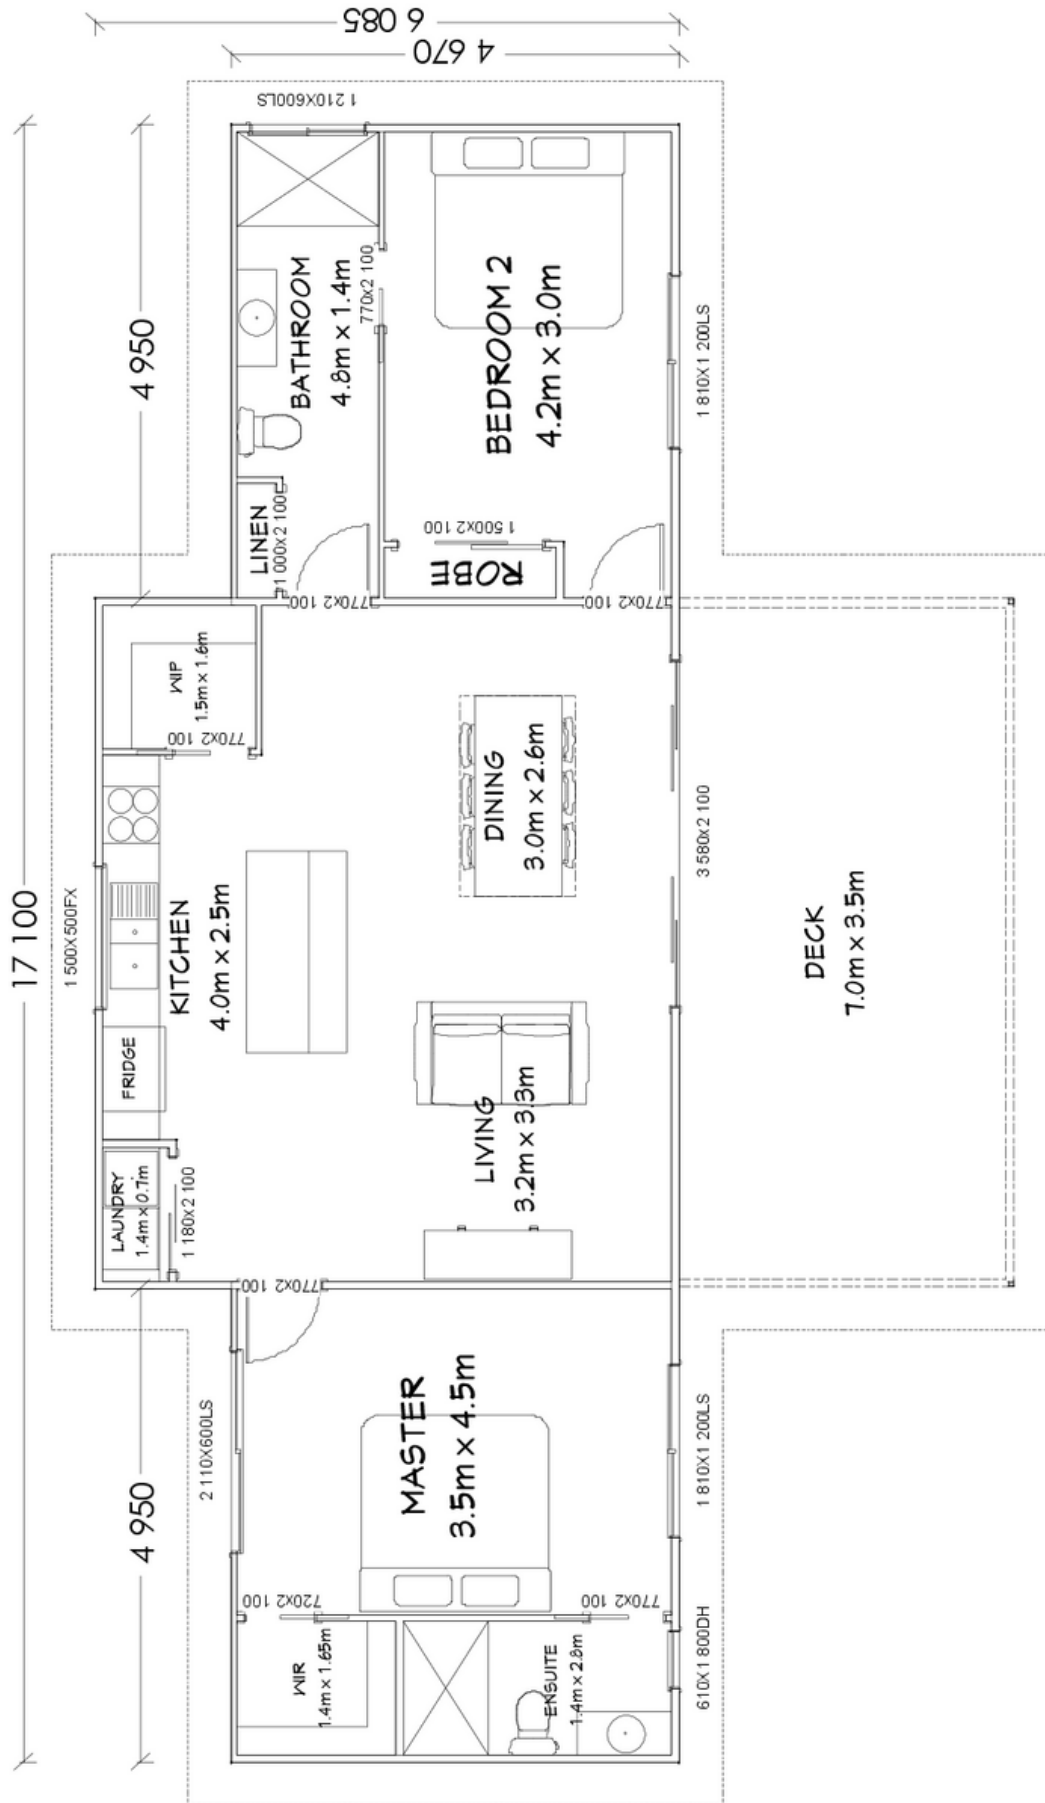 6 085
4 670
1 210X600LS
17 100
4 950
BATHROOM
4.8m x 1.4m
770x2 100
BEDROOM 2
4.2m x 3.0m
1 810X1 200LS
LINEN
1 000x2 100
1 500x2 100
ROBE
770x2 100
770x2 100
WIP
1.5m x 1.6m
770x2 100
1 500X500FX
KITCHEN
4.0m x 2.5m
DINING
3.0m x 2.6m
3 580x2 100
DECK
7.0m x 3.5m
FRIDGE
LIVING
3.2m x 3.3m
LAUNDRY
1.4m x 0.7m
1 180x2 100
770x2 100
4 950
2 110X600LS
MASTER
3.5m x 4.5m
1 810X1 200LS
720x2 100
770x2 100
WIR
1.4m x 1.65m
ENSUITE
1.4m x 2.8m
610X1 800DH